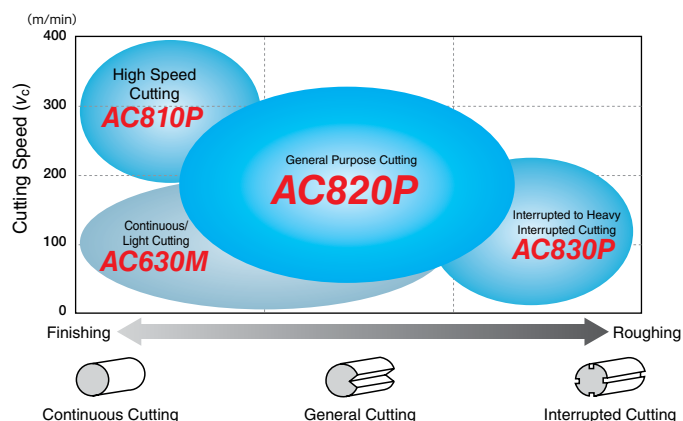 (m/min)
400
300
200
100
0
Cutting Speed (vc)
High Speed
Cutting
AC810P
General Purpose Cutting
AC820P
Continuous/
Light Cutting
AC630M
Interrupted to Heavy
Interrupted Cutting
AC830P
Finishing
Roughing
Continuous Cutting
General Cutting
Interrupted Cutting